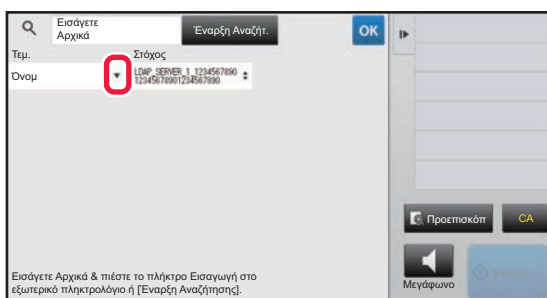 Εισάγετε
Αρχικά
Έναρξη Αναζήτ.
OK
Τεμ.
Στόχος
Όνομ
LDAP_SERVER_1_1234567890
12345678901234567890
Προεπισκόπ
CA
Μεγάφωνο
Έναρξη
Εισάγετε Αρχικά & πιέστε το πλήκτρο Εισαγωγή στο
εξωτερικό πληκτρολόγιο ή [Έναρξη Αναζήτησης].